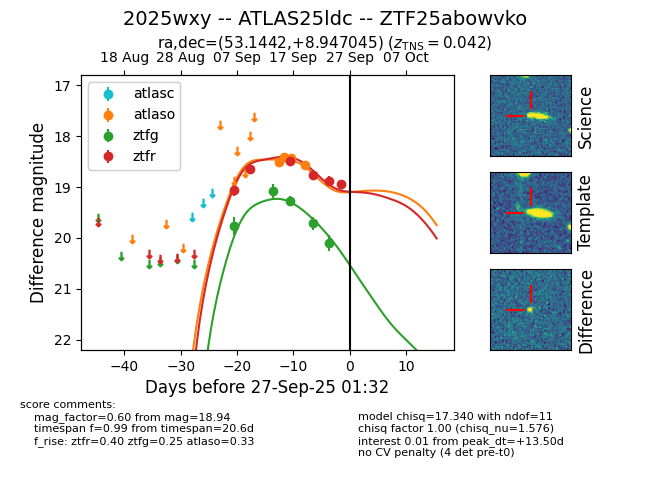 2025wxy -- ATLAS25ldc -- ZTF25abowvko
ra,dec=(53.1442,+8.947045) (z_TNS = 0.042)
18 Aug 28 Aug 07 Sep 17 Sep 27 Sep 07 Oct
17
18
19
20
21
22
Difference magnitude
atlasc
atlaso
ztfg
ztfr
−40 −30 −20 −10 0 10
Days before 27-Sep-25 01:32
Science
Template
Difference
score comments:
mag_factor=0.60 from mag=18.94
timespan f=0.99 from timespan=20.6d
f_rise: ztfr=0.40 ztfg=0.25 atlaso=0.33
model chisq=17.340 with ndof=11
chisq factor 1.00 (chisq_nu=1.576)
interest 0.01 from peak_dt=+13.50d
no CV penalty (4 det pre-t0)